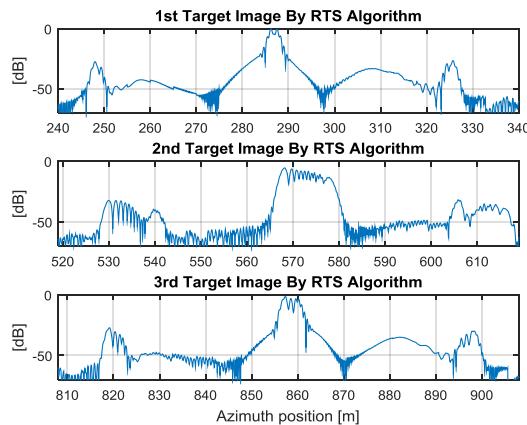 1st Target Image By RTS Algorithm
0
-50
[dB]
240 250 260 270 280 290 300 310 320 330 340
2nd Target Image By RTS Algorithm
0
-50
[dB]
520 530 540 550 560 570 580 590 600 610
3rd Target Image By RTS Algorithm
0
-50
[dB]
810 820 830 840 850 860 870 880 890 900
Azimuth position [m]